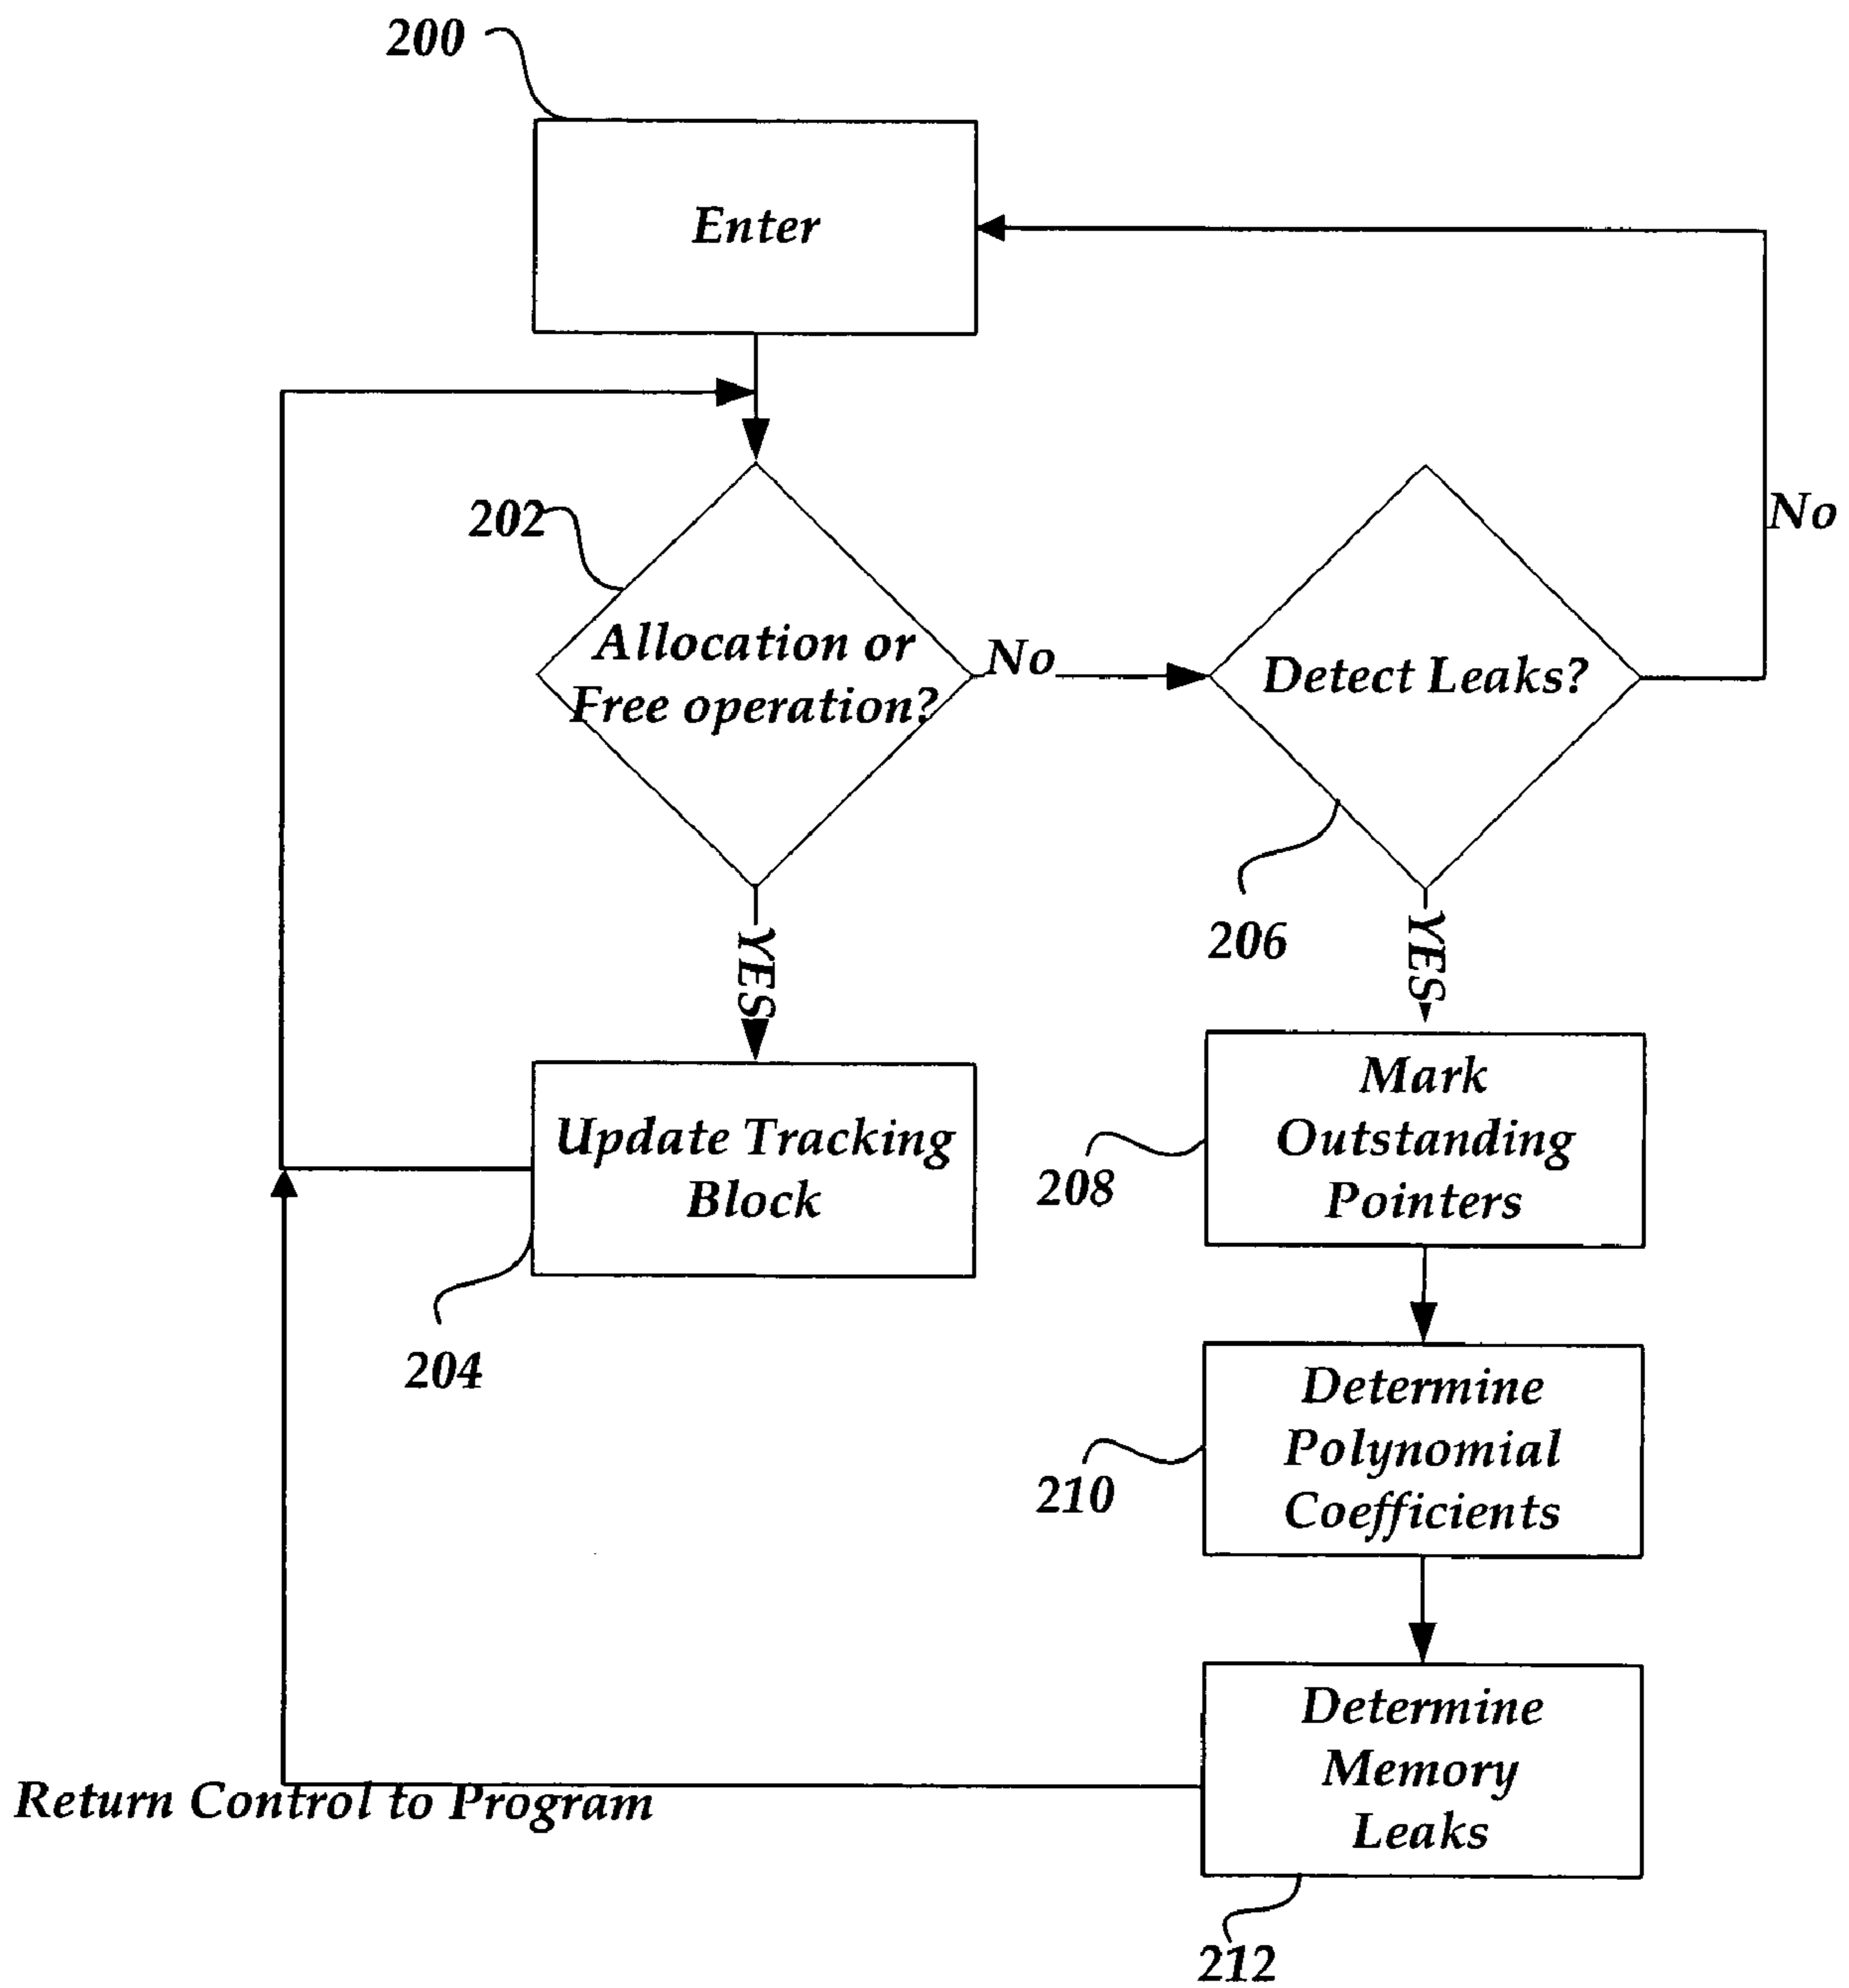 200
Enter
202
Allocation or
Free operation?
No
Detect Leaks?
No
206
YES
YES
Update Tracking
Block
204
Mark
Outstanding
Pointers
208
Determine
Polynomial
Coefficients
210
Determine
Memory
Leaks
Return Control to Program
212